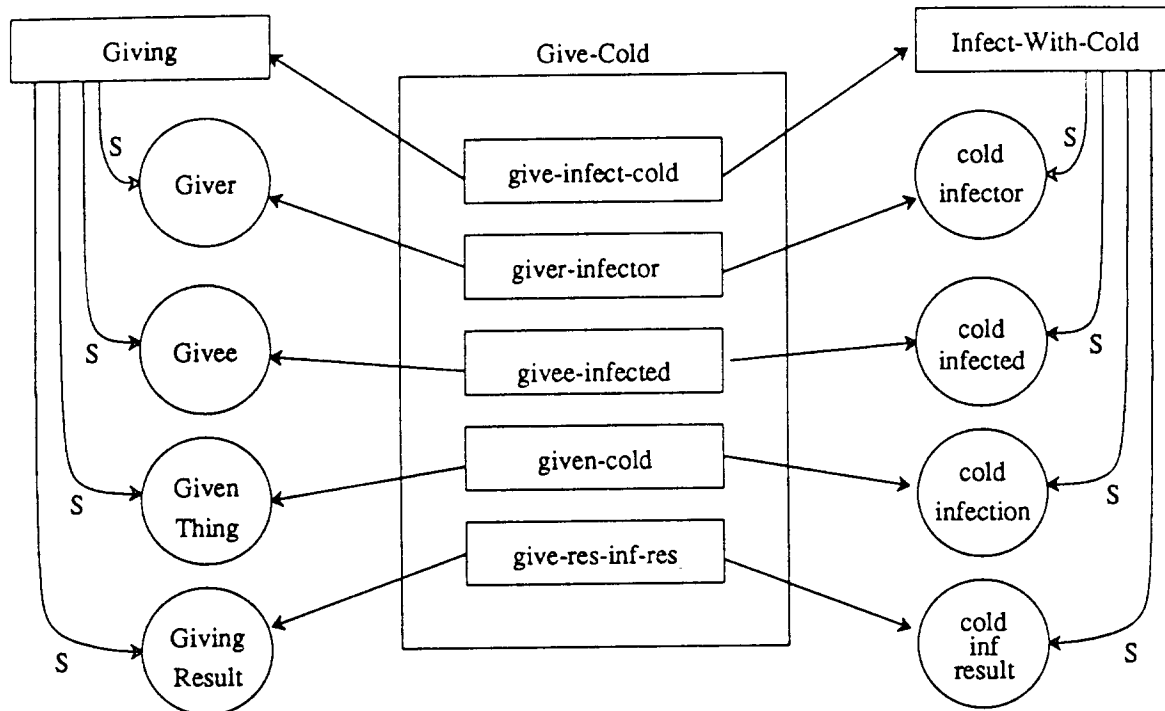 Giving
Give-Cold
Infect-With-Cold
S
Giver
give-infect-cold
S
cold
infector
giver-infector
S
Givee
givee-infected
cold
infected
S
S
Given
Thing
given-cold
cold
infection
S
S
Giving
Result
give-res-inf-res
cold
inf
result
S